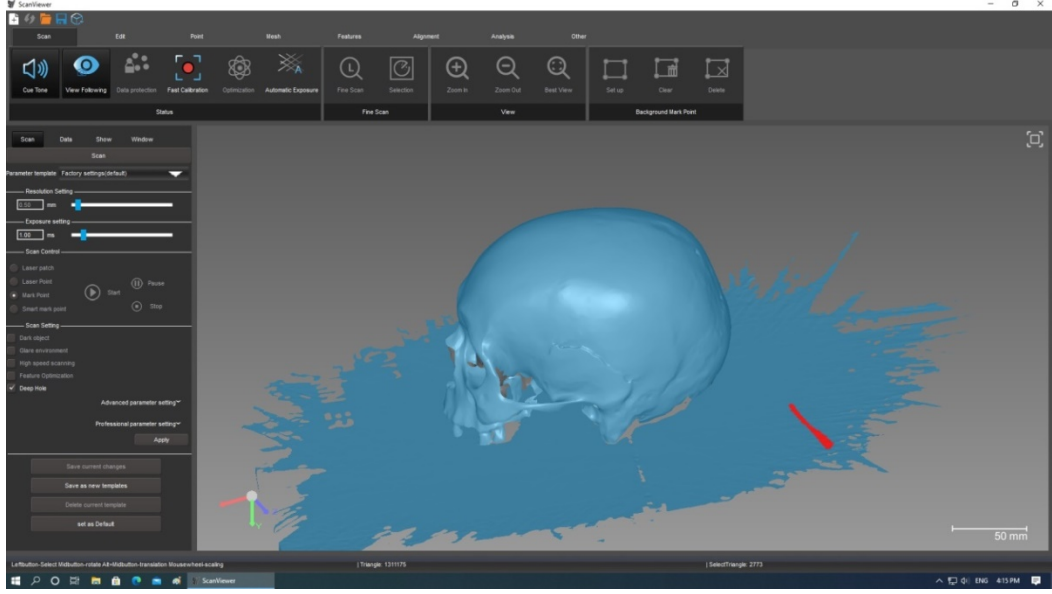 ScanViewer
Scan Edit Point Mesh Features Alignment Analysis Other
Cue Tone View Following Data protection Fast Calibration Optimization Automatic Exposure Fine Scan Selection Zoom In Zoom Out Best View Set up Clear Delete
Status Fine Scan View Background Mark Point
Scan Data Show Window
Scan
Parameter template Factory settings(default)
Resolution Setting
0.50 mm
Exposure setting
1.00 ms
Scan Control
Laser patch
Laser Point
Mark Point
Smart mark point
Start
Pause
Stop
Scan Setting
Dark object
Glare environment
High speed scanning
Feature Optimization
Deep Hole
Advanced parameter setting
Professional parameter setting
Apply
Save current changes
Save as new templates
Delete current template
set as Default
Y
50 mm
Leftbutton-Select Midbutton-rotate Alt+Midbutton-translation Mousewheel-scaling | Triangle: 1311175 | SelectTriangle: 2773
ScanViewer ENG 4:15 PM